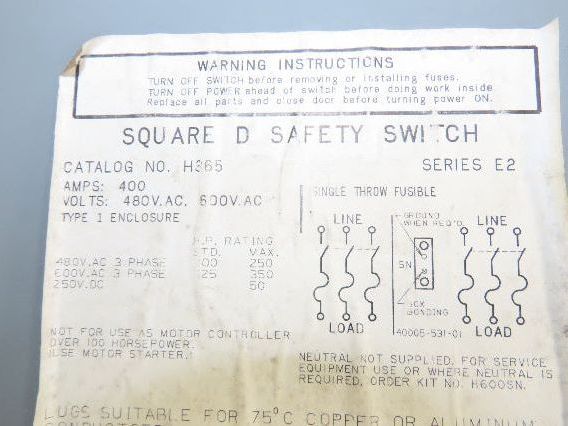 WARNING INSTRUCTIONS
TURN OFF SWITCH before removing or installing fuses.
TURN OFF POWER ahead of switch before doing work inside.
Replace all parts and close door before turning power ON.
SQUARE D SAFETY SWITCH
CATALOG NO. H365
SERIES E2
AMPS: 400
VOLTS: 480V.AC, 600V.AC
TYPE 1 ENCLOSURE
SINGLE THROW FUSIBLE
LINE
GROUND
WHEN REQ'D
LINE
H.P. RATING
STD. MAX.
480V.AC 3 PHASE 100 250
600V.AC 3 PHASE 125 350
250V.DC 50
SN
BOX
BONDING
LOAD
40005-531-01
LOAD
NOT FOR USE AS MOTOR CONTROLLER
OVER 100 HORSEPOWER.
(USE MOTOR STARTER.)
NEUTRAL NOT SUPPLIED. FOR SERVICE
EQUIPMENT USE OR WHERE NEUTRAL IS
REQUIRED, ORDER KIT NO. H600SN.
LUGS SUITABLE FOR 75°C COPPER OR ALUMINUM